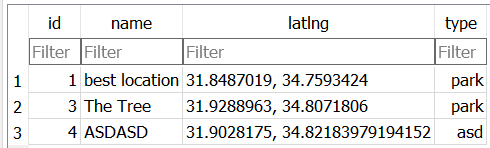 id name latlng type
Filter Filter Filter Filter
1 1 best location 31.8487019, 34.7593424 park
2 3 The Tree 31.9288963, 34.8071806 park
3 4 ASDASD 31.9028175, 34.82183979194152 asd